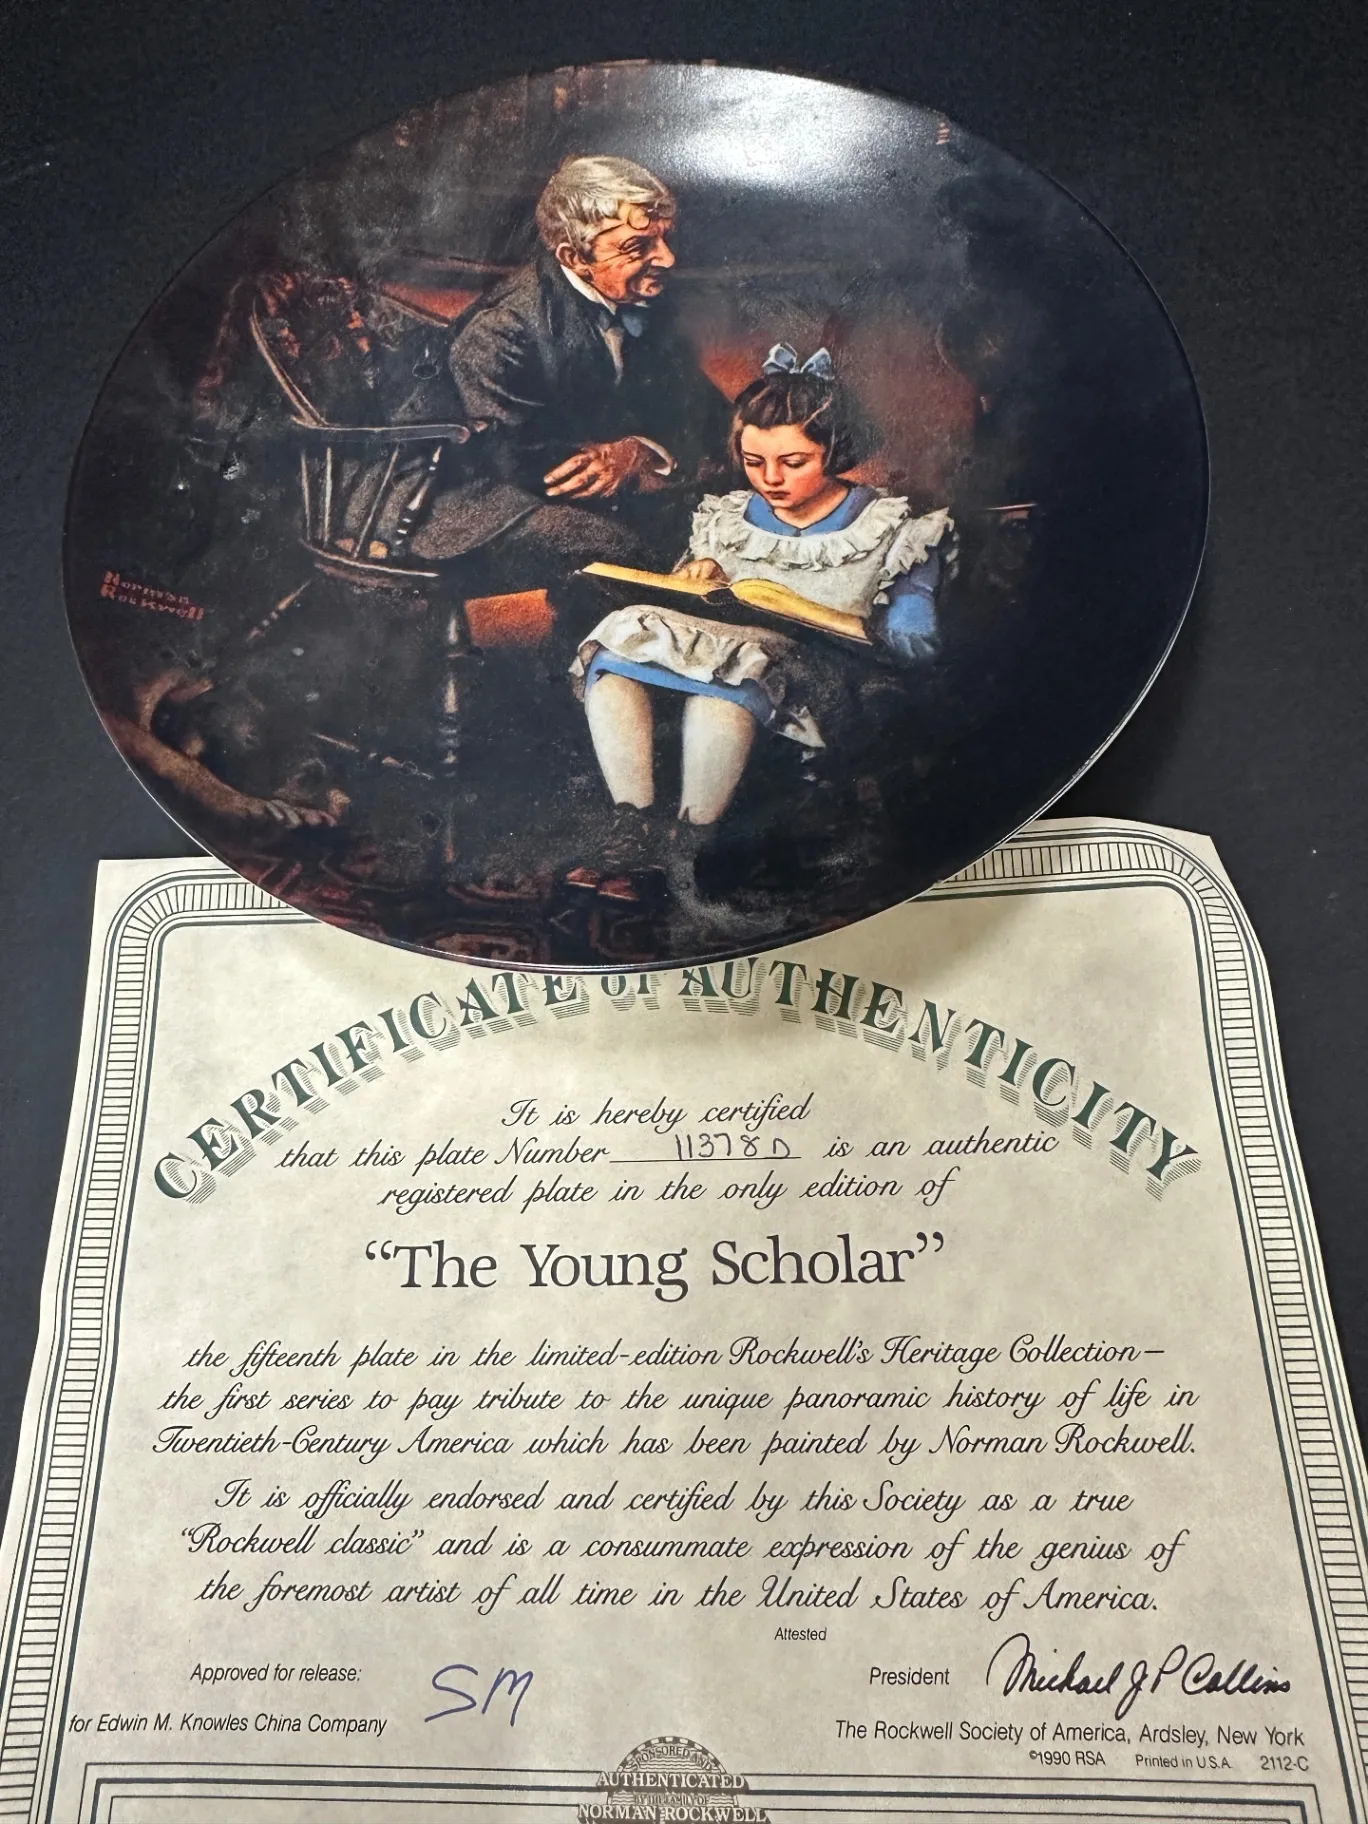 Norman
Rockwell
CERTIFICATE of AUTHENTICITY
It is hereby certified
that this plate Number 11378D is an authentic
registered plate in the only edition of
“The Young Scholar”
the fifteenth plate in the limited-edition Rockwell's Heritage Collection—
the first series to pay tribute to the unique panoramic history of life in
Twentieth-Century America which has been painted by Norman Rockwell.
It is officially endorsed and certified by this Society as a true
“Rockwell classic” and is a consummate expression of the genius of
the foremost artist of all time in the United States of America.
Attested
Approved for release: SM
President Michael J P Collins
for Edwin M. Knowles China Company
The Rockwell Society of America, Ardsley, New York
©1990 RSA Printed in U.S.A. 2112-C
SPONSORED AND
AUTHENTICATED
BY THE FAMILY OF
NORMAN ROCKWELL